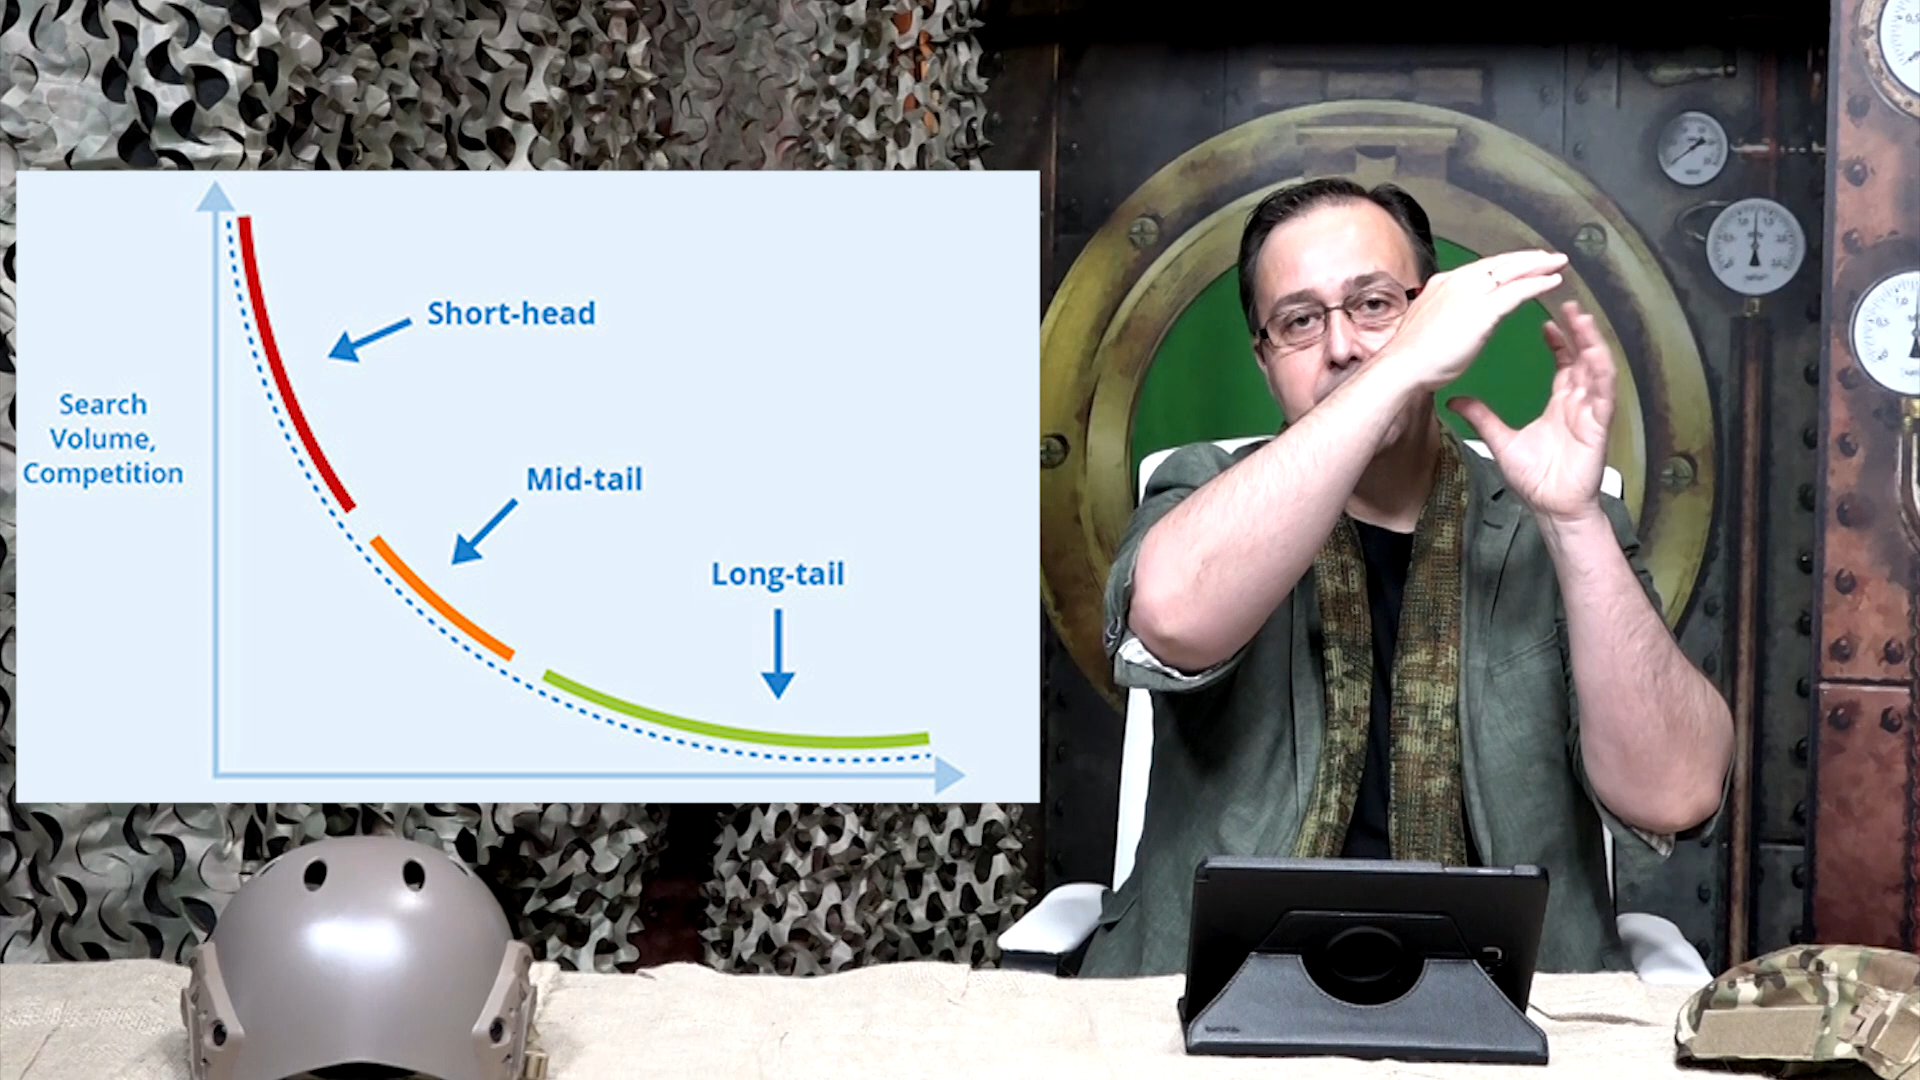 Short-head
Search
Volume,
Competition
Mid-tail
Long-tail